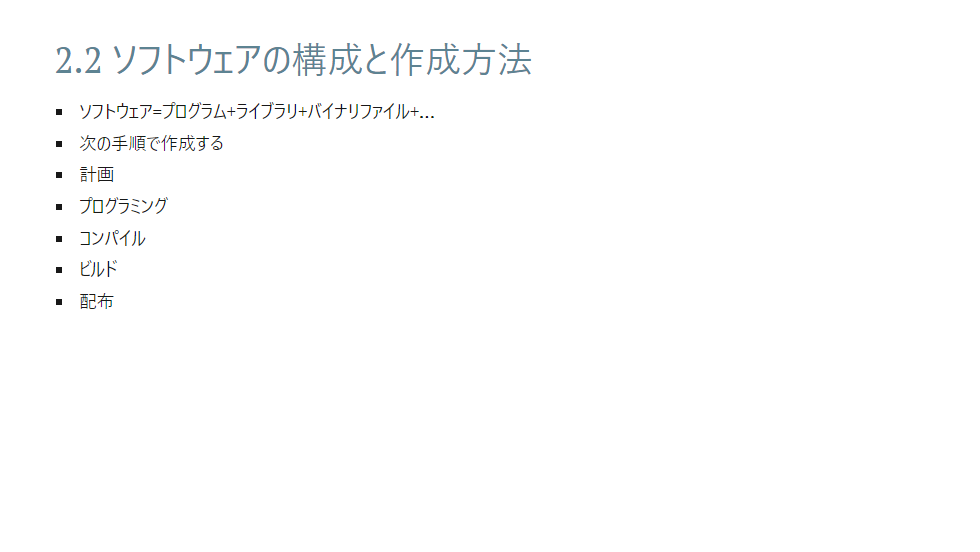 2.2 ソフトウェアの構成と作成方法
ソフトウェア=プログラム+ライブラリ+バイナリファイル+…
次の手順で作成する
計画
プログラミング
コンパイル
ビルド
配布